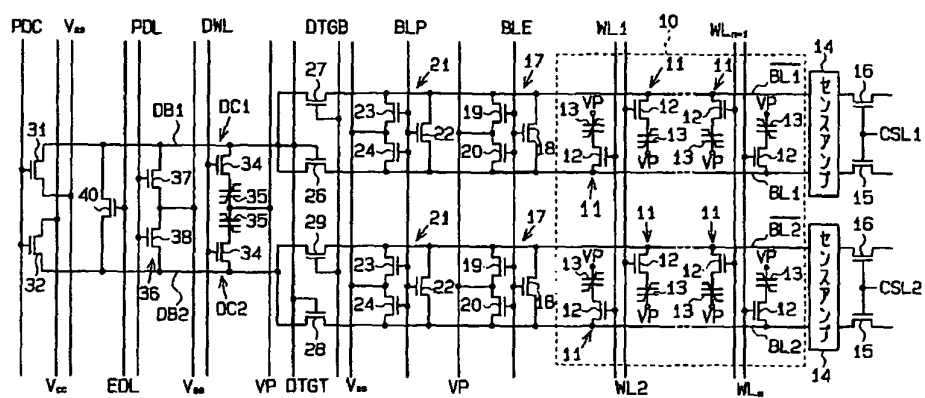 PDC Vss PDL DWL DTGB BLP BLE 10 WL1 WLn-1 14
27 21 17 11 11 BL1 センスアンプ 16
31 DB1 DC1 23 19 13 VP 12 12 VP 13
34 24 22 20 18 12 13 VP 13 VP 12 CSL1
40 37 35 26 11 BL1 15
35 29 11 11 BL2 16
32 38 34 21 17
36 DB2 DC2 23 19 13 VP 12 12 VP 13 センスアンプ
24 22 20 18 12 13 VP 13 VP 12 CSL2
28 11 BL2 15
Vcc EDL Vss VP DTGT Vss VP WL2 WLn 14